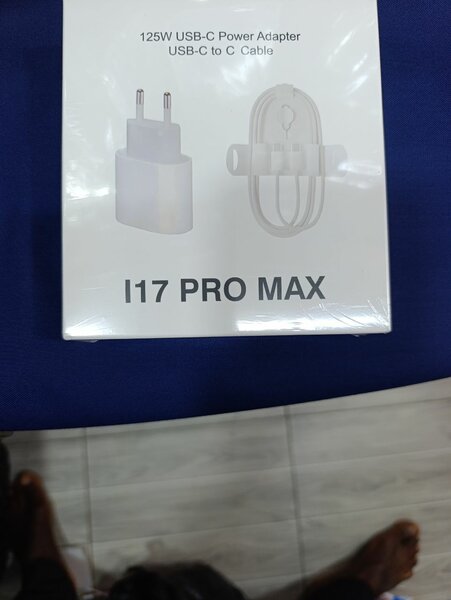 125W USB-C Power Adapter
USB-C to C Cable
I17 PRO MAX